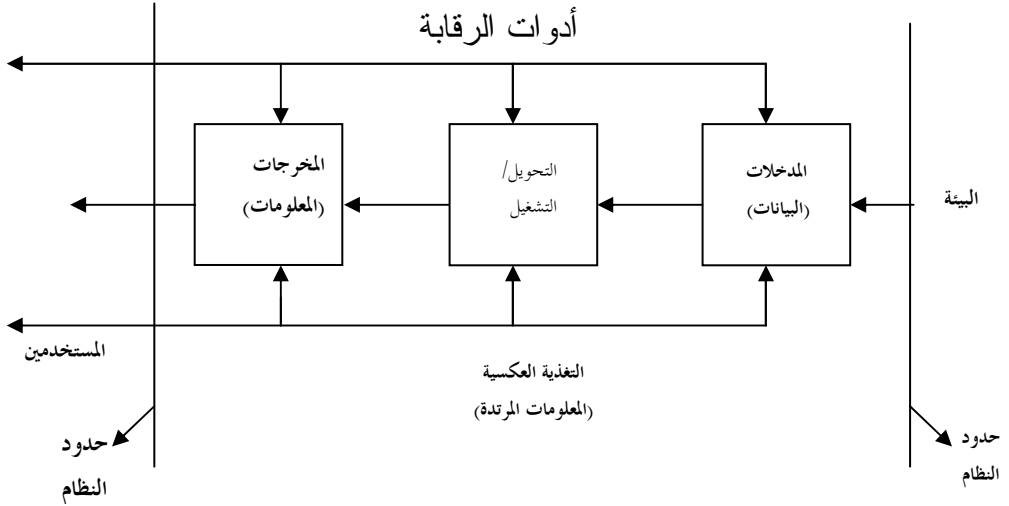 أدوات الرقابة
البيئة
المدخلات
(البيانات)
التحويل/
التشغيل
المخرجات
(المعلومات)
المستخدمين
التغذية العكسية
(المعلومات المرتدة)
حدود
النظام
حدود
النظام